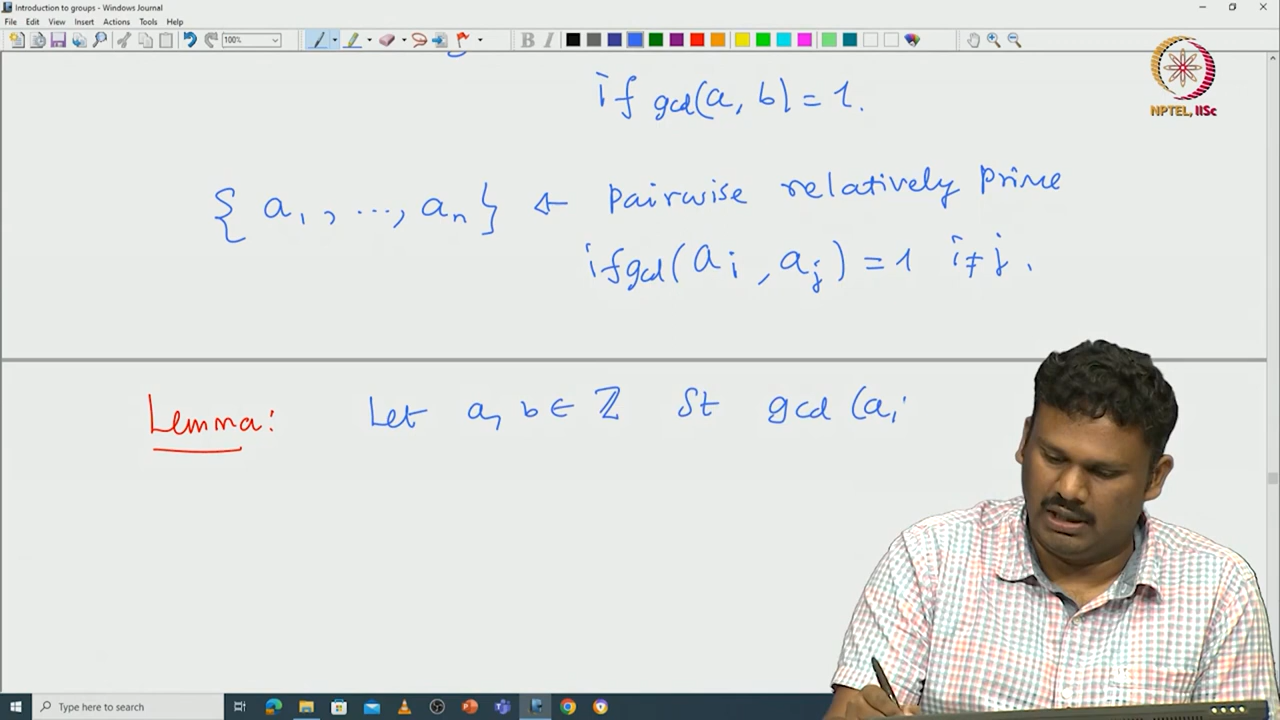 Introduction to groups - Windows Journal
File Edit View Insert Actions Tools Help
100%
B I
NPTEL, IISc
if gcd(a, b) = 1.
{ a₁, ..., aₙ } ← pairwise relatively prime
if gcd(aᵢ, aⱼ) = 1 i ≠ j.
Lemma: Let a, b ∈ ℤ st gcd (a,
Type here to search